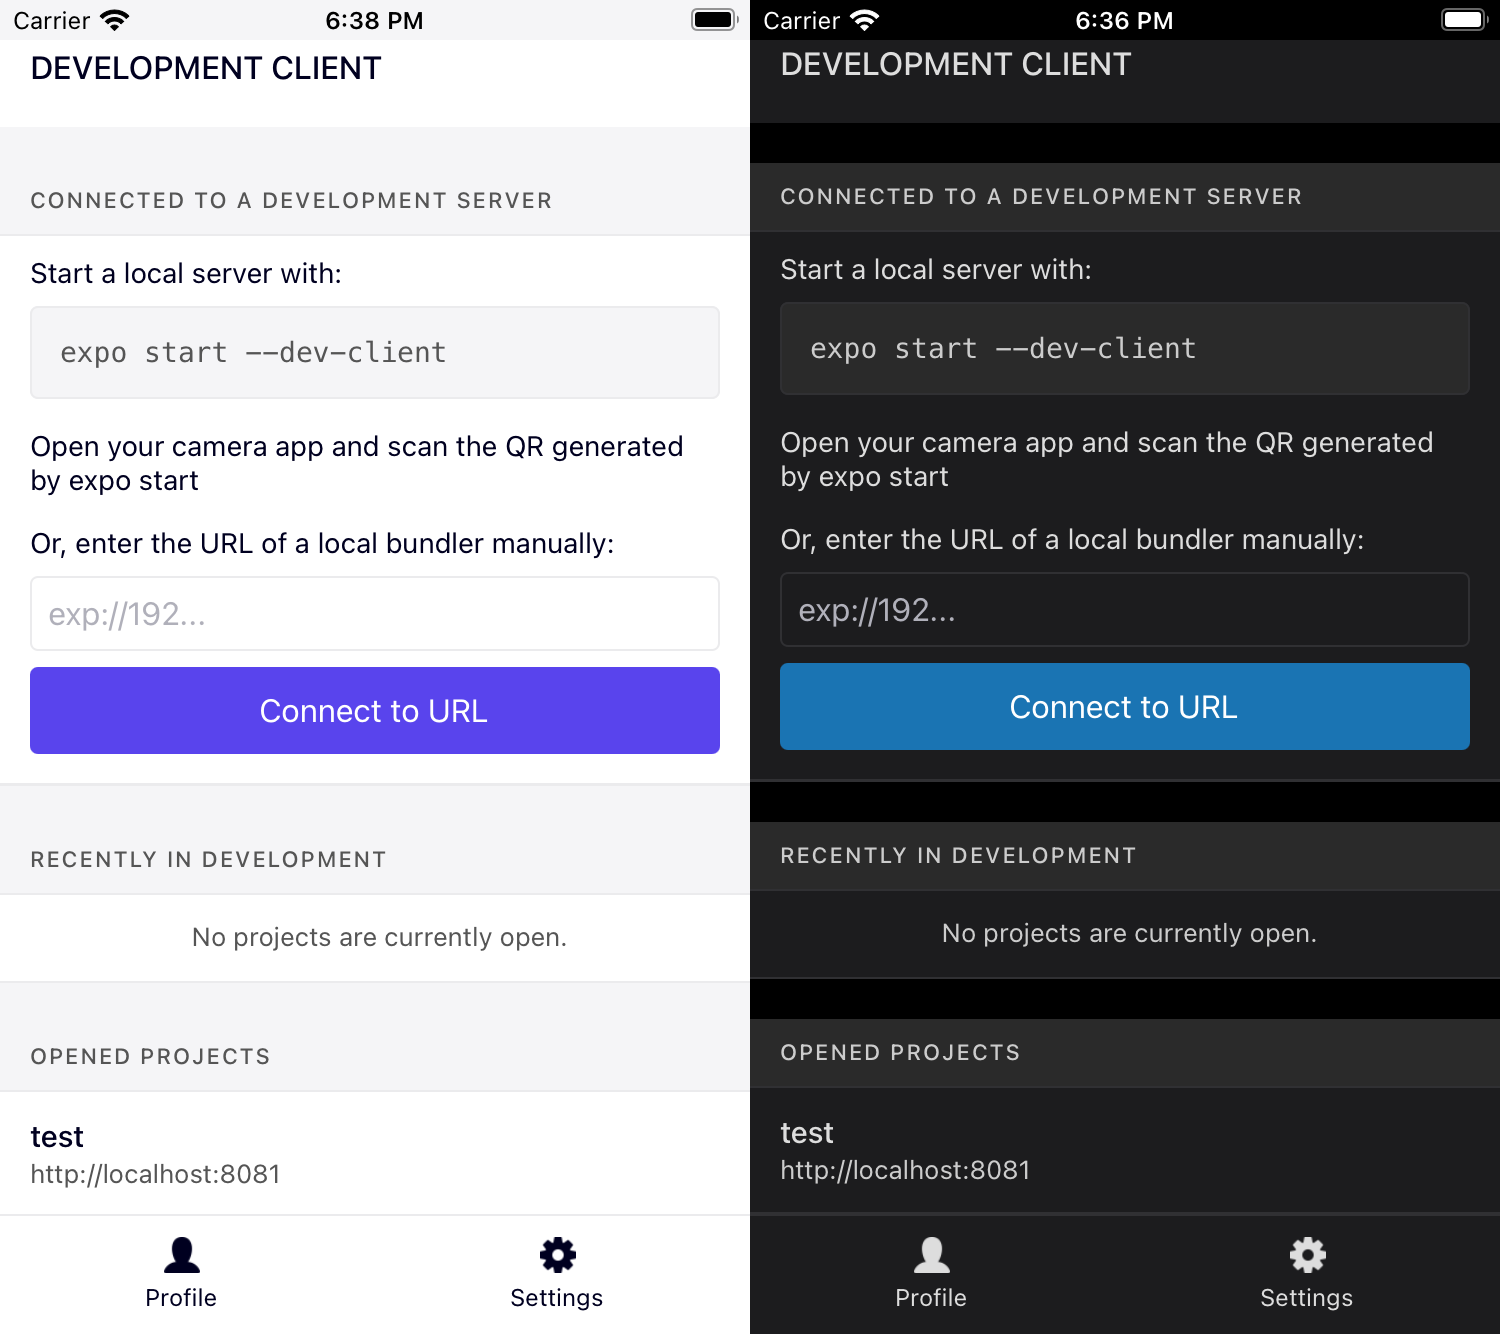 Carrier 6:38 PM
DEVELOPMENT CLIENT
CONNECTED TO A DEVELOPMENT SERVER
Start a local server with:
expo start --dev-client
Open your camera app and scan the QR generated
by expo start
Or, enter the URL of a local bundler manually:
exp://192...
Connect to URL
RECENTLY IN DEVELOPMENT
No projects are currently open.
OPENED PROJECTS
test
http://localhost:8081
Profile Settings
Carrier 6:36 PM
DEVELOPMENT CLIENT
CONNECTED TO A DEVELOPMENT SERVER
Start a local server with:
expo start --dev-client
Open your camera app and scan the QR generated
by expo start
Or, enter the URL of a local bundler manually:
exp://192...
Connect to URL
RECENTLY IN DEVELOPMENT
No projects are currently open.
OPENED PROJECTS
test
http://localhost:8081
Profile Settings